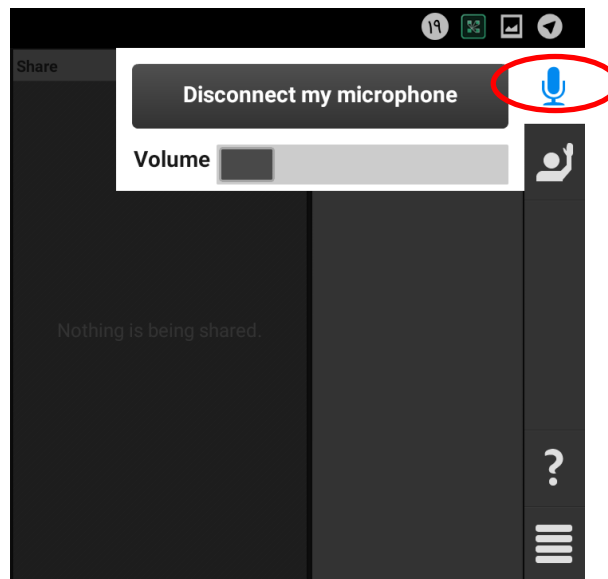 ۱۹
Share
Disconnect my microphone
Volume
Nothing is being shared.
?